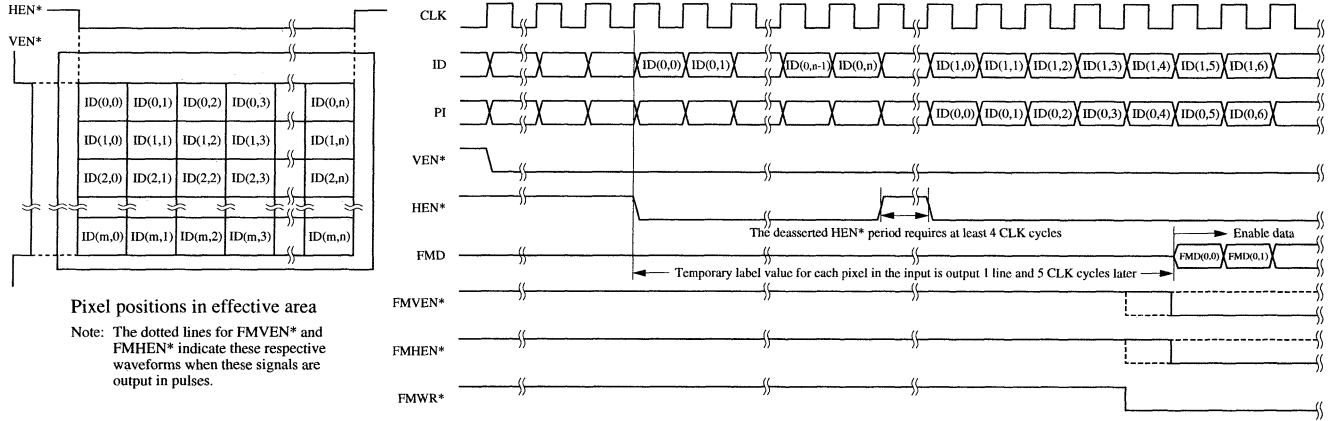 HEN*
VEN*
ID(0,0) ID(0,1) ID(0,2) ID(0,3) ID(0,n)
ID(1,0) ID(1,1) ID(1,2) ID(1,3) ID(1,n)
ID(2,0) ID(2,1) ID(2,2) ID(2,3) ID(2,n)
ID(m,0) ID(m,1) ID(m,2) ID(m,3) ID(m,n)
Pixel positions in effective area
Note: The dotted lines for FMVEN* and
FMHEN* indicate these respective
waveforms when these signals are
output in pulses.
CLK
ID ID(0,0) ID(0,1) ID(0,n-1) ID(0,n) ID(1,0) ID(1,1) ID(1,2) ID(1,3) ID(1,4) ID(1,5) ID(1,6)
PI ID(0,0) ID(0,1) ID(0,2) ID(0,3) ID(0,4) ID(0,5) ID(0,6)
VEN*
HEN*
The deasserted HEN* period requires at least 4 CLK cycles
Enable data
FMD FMD(0,0) FMD(0,1)
Temporary label value for each pixel in the input is output 1 line and 5 CLK cycles later
FMVEN*
FMHEN*
FMWR*